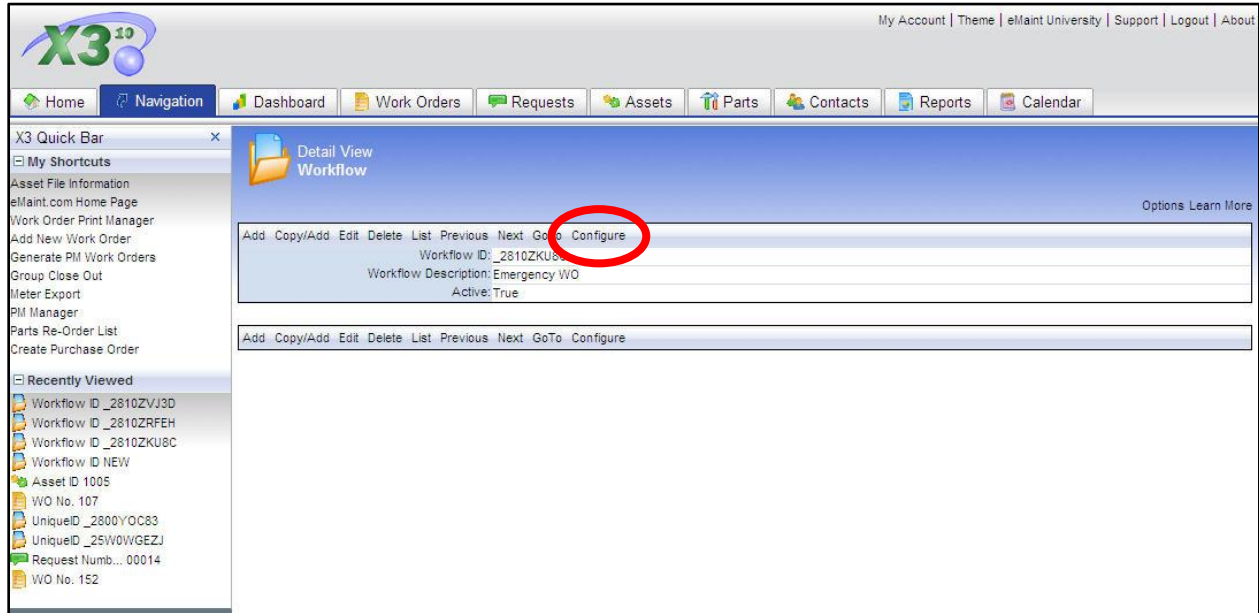 X3 10
My Account | Theme | eMaint University | Support | Logout | About
Home Navigation Dashboard Work Orders Requests Assets Parts Contacts Reports Calendar
X3 Quick Bar ×
My Shortcuts
Asset File Information
eMaint.com Home Page
Work Order Print Manager
Add New Work Order
Generate PM Work Orders
Group Close Out
Meter Export
PM Manager
Parts Re-Order List
Create Purchase Order
Recently Viewed
Workflow ID _2810ZVJ3D
Workflow ID _2810ZRFEH
Workflow ID _2810ZKU8C
Workflow ID NEW
Asset ID 1005
WO No. 107
UniqueID _2800YOC83
UniqueID _25W0WGEZJ
Request Numb... 00014
WO No. 152
Detail View
Workflow
Options Learn More
Add Copy/Add Edit Delete List Previous Next Configure
Workflow ID: _2810ZKU8
Workflow Description: Emergency WO
Active: True
Add Copy/Add Edit Delete List Previous Next GoTo Configure